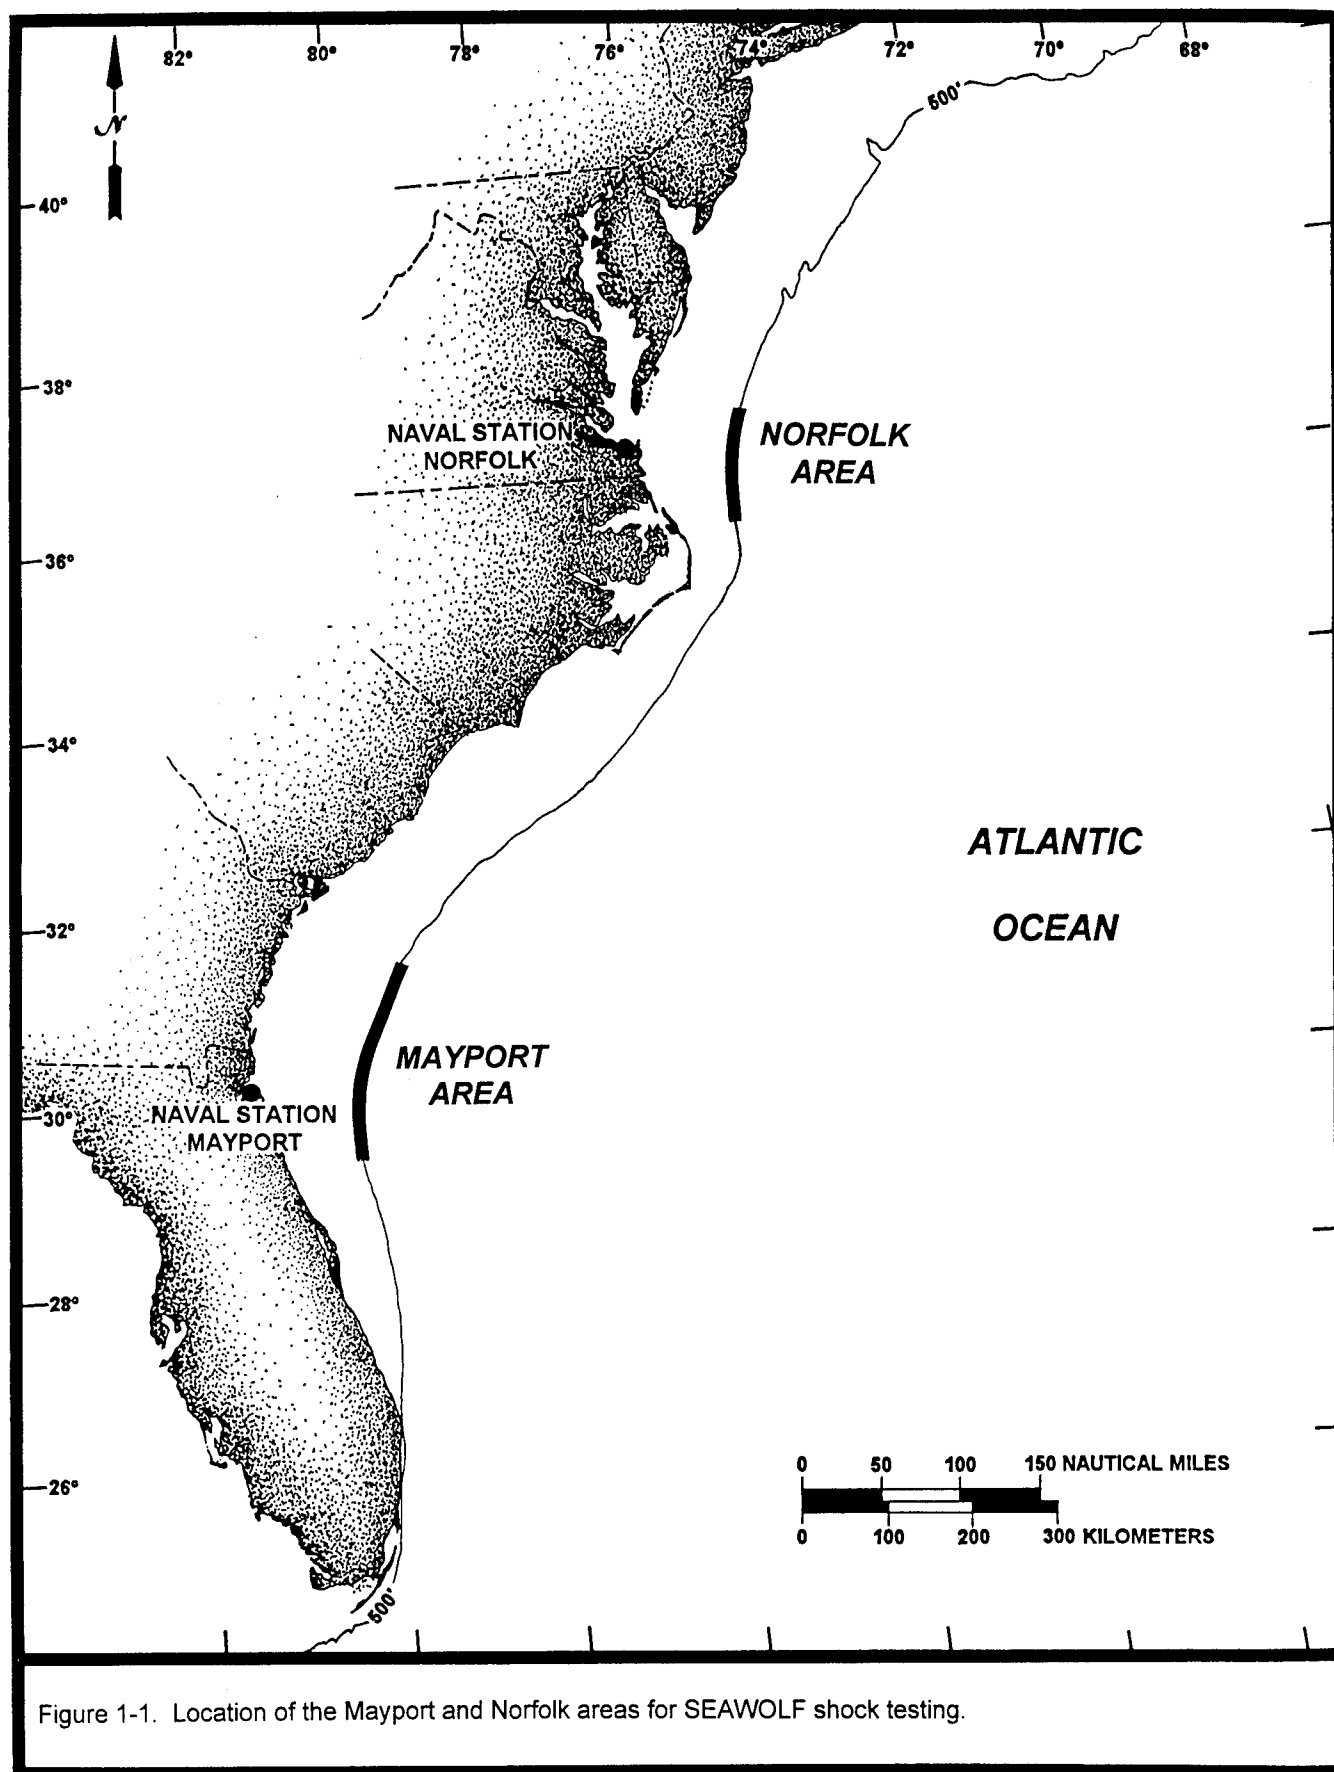 82°
80°
78°
76°
74°
72°
70°
68°
N
500'
40°
38°
NAVAL STATION
NORFOLK
NORFOLK
AREA
36°
34°
ATLANTIC
OCEAN
32°
MAYPORT
AREA
30°
NAVAL STATION
MAYPORT
28°
26°
0 50 100 150 NAUTICAL MILES
0 100 200 300 KILOMETERS
500'
Figure 1-1. Location of the Mayport and Norfolk areas for SEAWOLF shock testing.